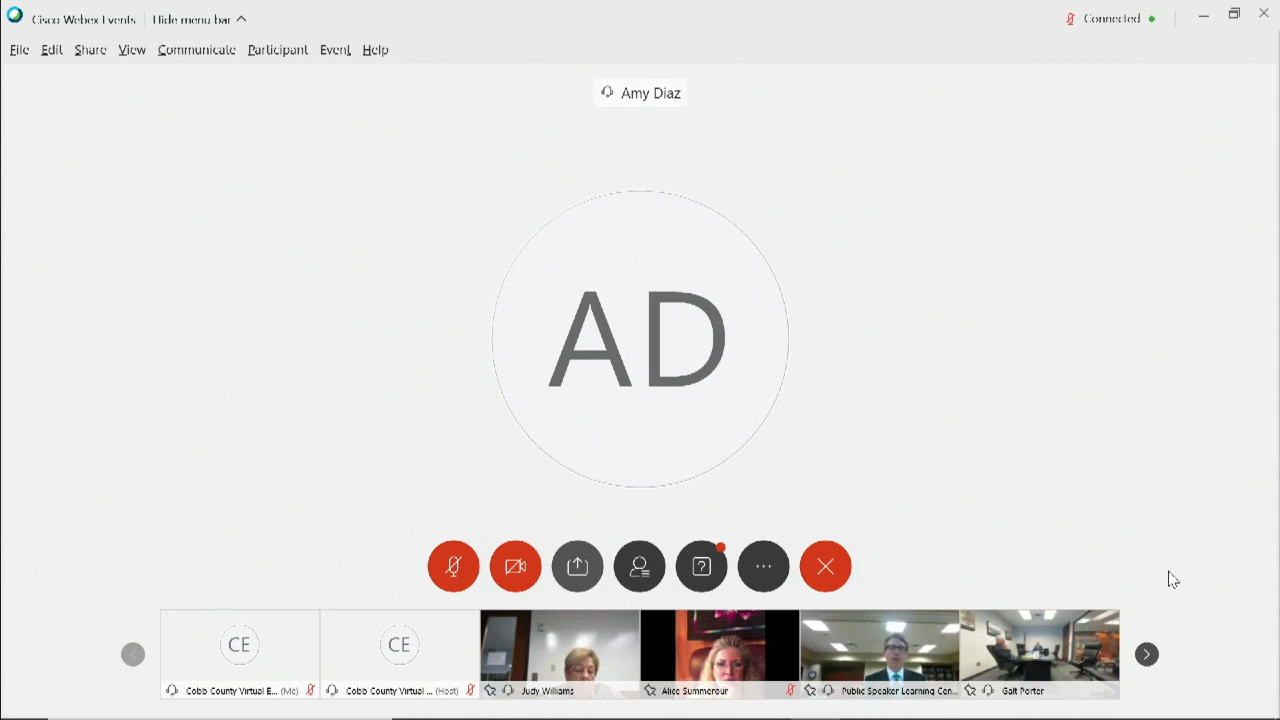 Cisco Webex Events Hide menu bar Connected
File Edit Share View Communicate Participant Event Help
Amy Diaz
AD
CE CE
Cobb County Virtual E... (Me) Cobb County Virtual ... (Host) Judy Williams Alice Summerour Public Speaker Learning Cen... Galt Porter